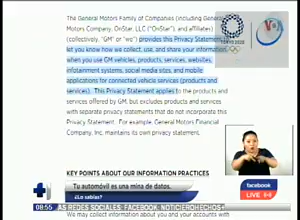 The General Motors Family of Companies (including General
Motors Company, OnStar, LLC ("OnStar"), and affiliates)
(collectively, "GM" or "we") provides this Privacy Statement
let you know how we collect, use, and share your information
when you use GM vehicles, products, services, websites,
infotainment systems, social media sites, and mobile
applications for connected vehicle services (products and
services). This Privacy Statement applies to the products and
services offered by GM, but excludes products and services
with separate privacy statements that do not incorporate this
Privacy Statement. For example, General Motors Financial
Company, Inc. maintains its own privacy statement.
KEY POINTS ABOUT OUR INFORMATION PRACTICES
Tu automóvil es una mina de datos.
¿Lo sabías?
facebook
LIVE
08:55 AS REDES SOCIALES: FACEBOOK: NOTICIEROHECHOS
We may collect information about you and your accounts with